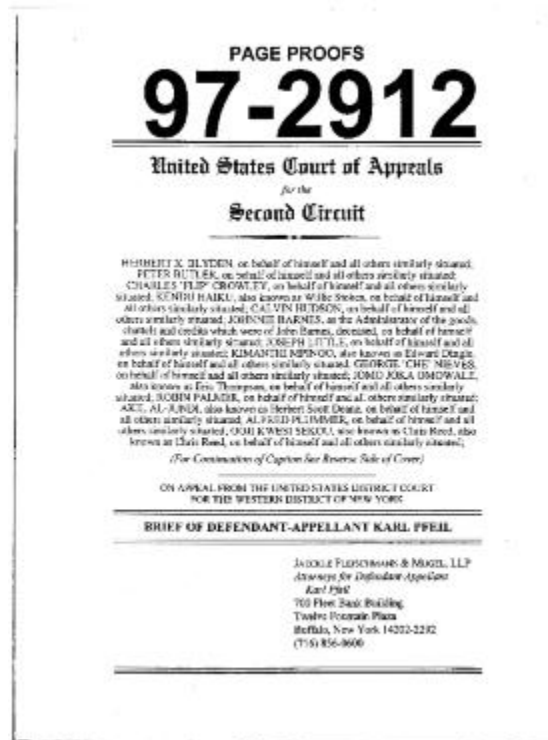 PAGE PROOFS
97-2912
United States Court of Appeals
for the
Second Circuit
HERBERT X. BLYDEN, on behalf of himself and all others similarly situated;
PETER BUTLER, on behalf of himself and all others similarly situated;
CHARLES "FLIP" CROWLEY, on behalf of himself and all others similarly
situated; HAIKU, also known as Willie Stokes, on behalf of himself and
all others similarly situated; CALVIN HUDSON, on behalf of himself and all
others similarly situated; JOHNNIE BARNES, as the Administrator of the goods,
chattels and credits which were of John Barnes, deceased, on behalf of himself
and all others similarly situated; JOSEPH LITTLE, on behalf of himself and all
others similarly situated; KIMANTHI MPINGO, also known as Edward Dingle,
on behalf of himself and all others similarly situated; GEORGE "CHE" NIEVES,
on behalf of himself and all others similarly situated; JOMO JOKA OMOWALE,
also known as Eric Thompson, on behalf of himself and all others similarly
situated; ROBIN PALMER, on behalf of himself and all others similarly situated;
AL-JUNDI, also known as Herbert Scott Deane, on behalf of himself and
all others similarly situated; ALFRED PLUMMER, on behalf of himself and all
others similarly situated; KWESI SEKOU, also known as Chris Reed, also
known as Chris Reed, on behalf of himself and all others similarly situated;
(For Continuation of Caption See Reverse Side of Cover)
ON APPEAL FROM THE UNITED STATES DISTRICT COURT
FOR THE WESTERN DISTRICT OF NEW YORK
BRIEF OF DEFENDANT-APPELLANT KARL PFEIL
JAECKLE FLEISCHMANN & MUGEL, LLP
Attorneys for Defendant-Appellant
Karl Pfeil
700 Fleet Bank Building
Twelve Fountain Plaza
Buffalo, New York 14202-2292
(716) 856-0600